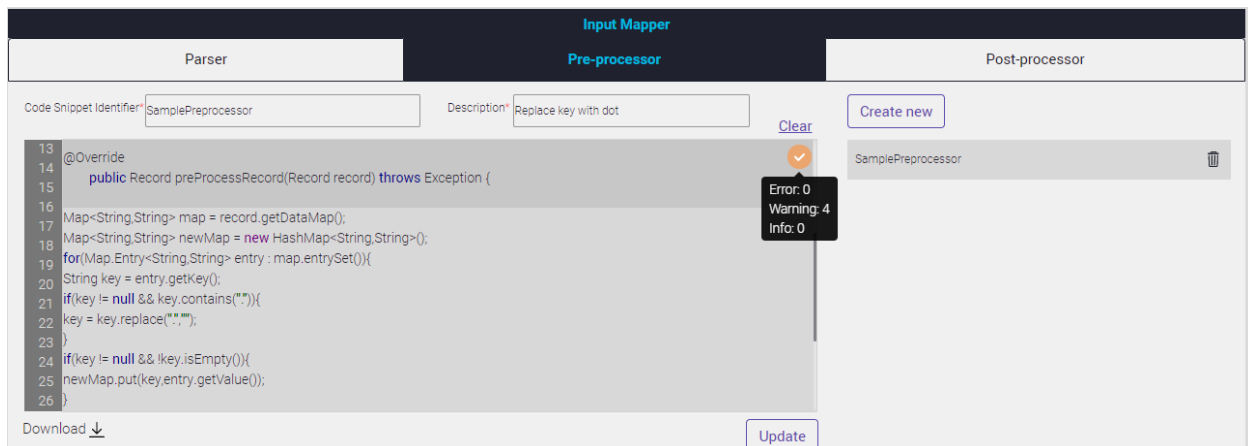 Input Mapper
Parser
Pre-processor
Post-processor
Code Snippet Identifier* SamplePreprocessor
Description* Replace key with dot
Clear
Create new
SamplePreprocessor
13
14 @Override
15 public Record preProcessRecord(Record record) throws Exception {
16
17 Map<String,String> map = record.getDataMap();
18 Map<String,String> newMap = new HashMap<String,String>();
19 for(Map.Entry<String,String> entry : map.entrySet()){
20 String key = entry.getKey();
21 if(key != null && key.contains(".")){
22 key = key.replace(".","");
23 }
24 if(key != null && !key.isEmpty()){
25 newMap.put(key,entry.getValue());
26 }
Error: 0
Warning: 4
Info: 0
Download
Update